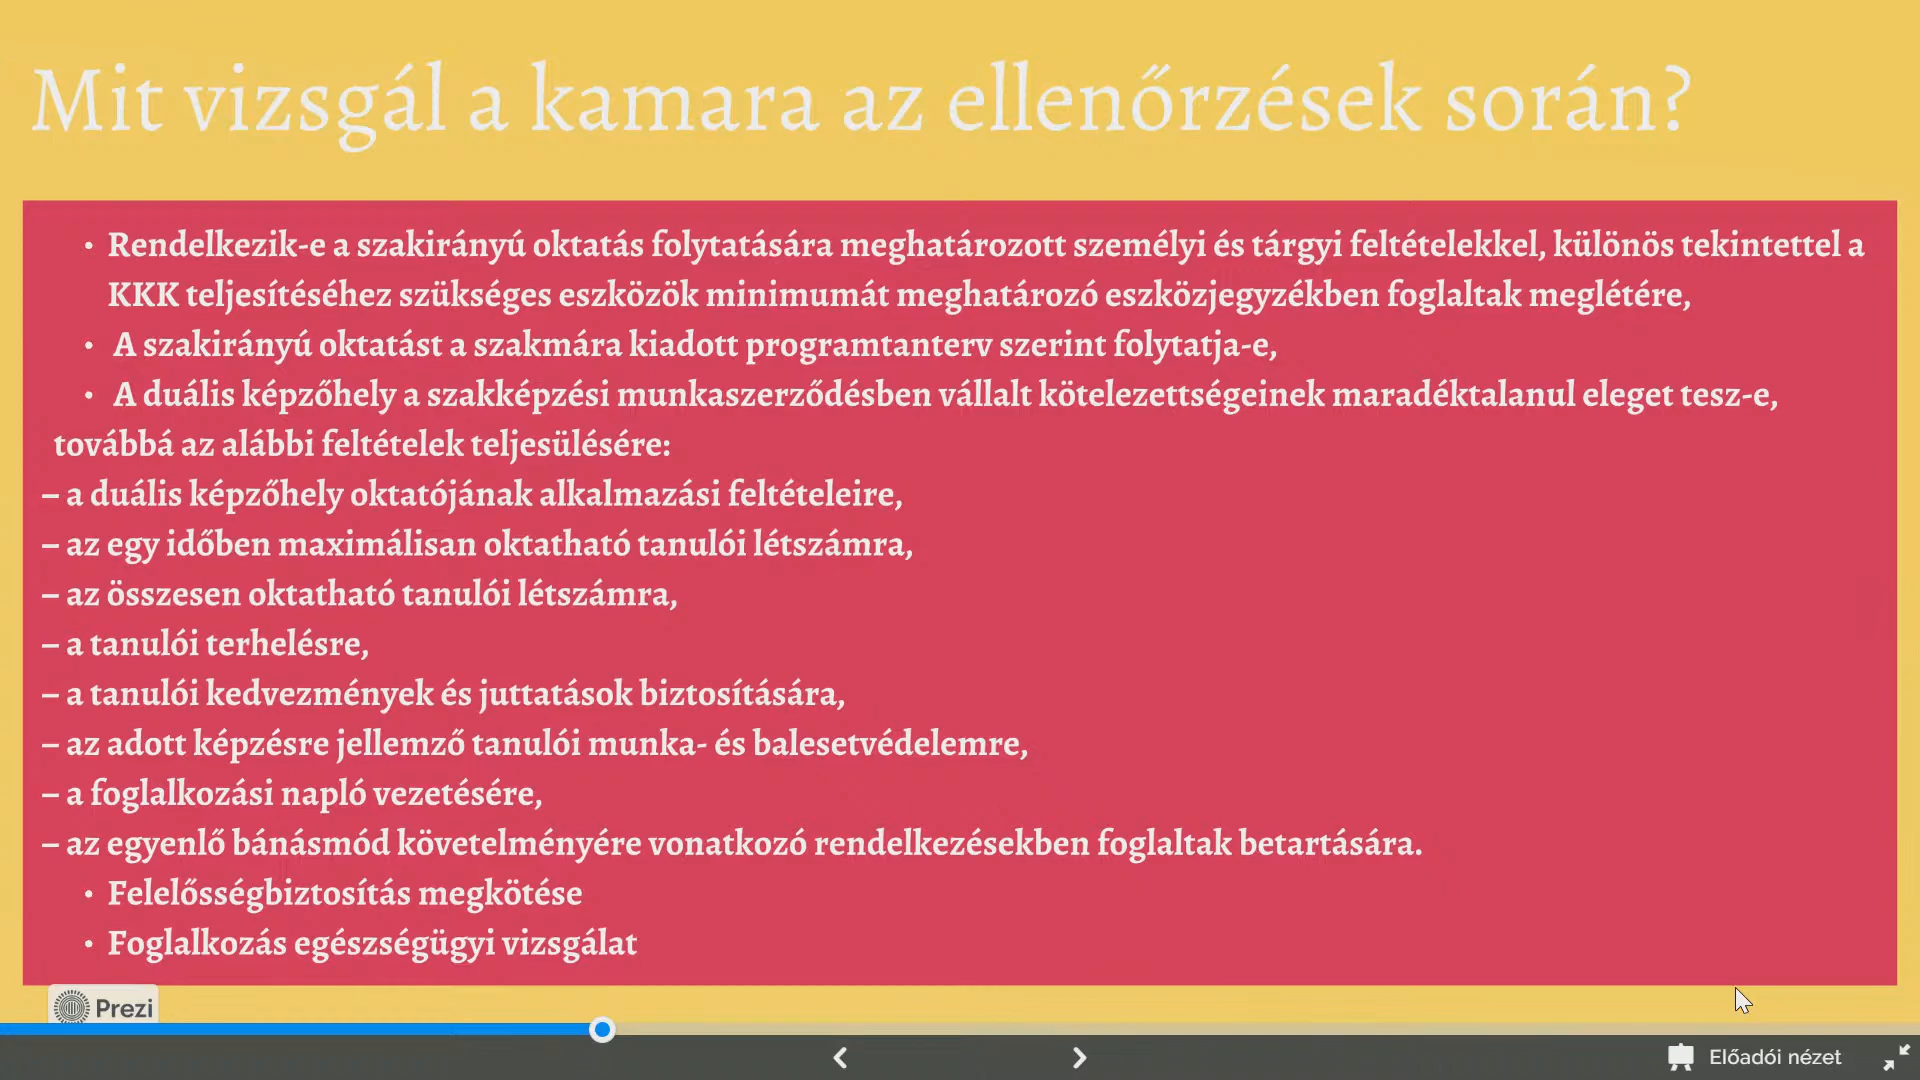 Mit vizsgál a kamara az ellenőrzések során?
• Rendelkezik-e a szakirányú oktatás folytatására meghatározott személyi és tárgyi feltételekkel, különös tekintettel a
KKK teljesítéséhez szükséges eszközök minimumát meghatározó eszközjegyzékben foglaltak meglétére,
• A szakirányú oktatást a szakmára kiadott programtanterv szerint folytatja-e,
• A duális képzőhely a szakképzési munkaszerződésben vállalt kötelezettségeinek maradéktalanul eleget tesz-e,
továbbá az alábbi feltételek teljesülésére:
– a duális képzőhely oktatójának alkalmazási feltételeire,
– az egy időben maximálisan oktatható tanulói létszámra,
– az összesen oktatható tanulói létszámra,
– a tanulói terhelésre,
– a tanulói kedvezmények és juttatások biztosítására,
– az adott képzésre jellemző tanulói munka- és balesetvédelemre,
– a foglalkozási napló vezetésére,
– az egyenlő bánásmód követelményére vonatkozó rendelkezésekben foglaltak betartására.
• Felelősségbiztosítás megkötése
• Foglalkozás egészségügyi vizsgálat
Prezi
Előadói nézet